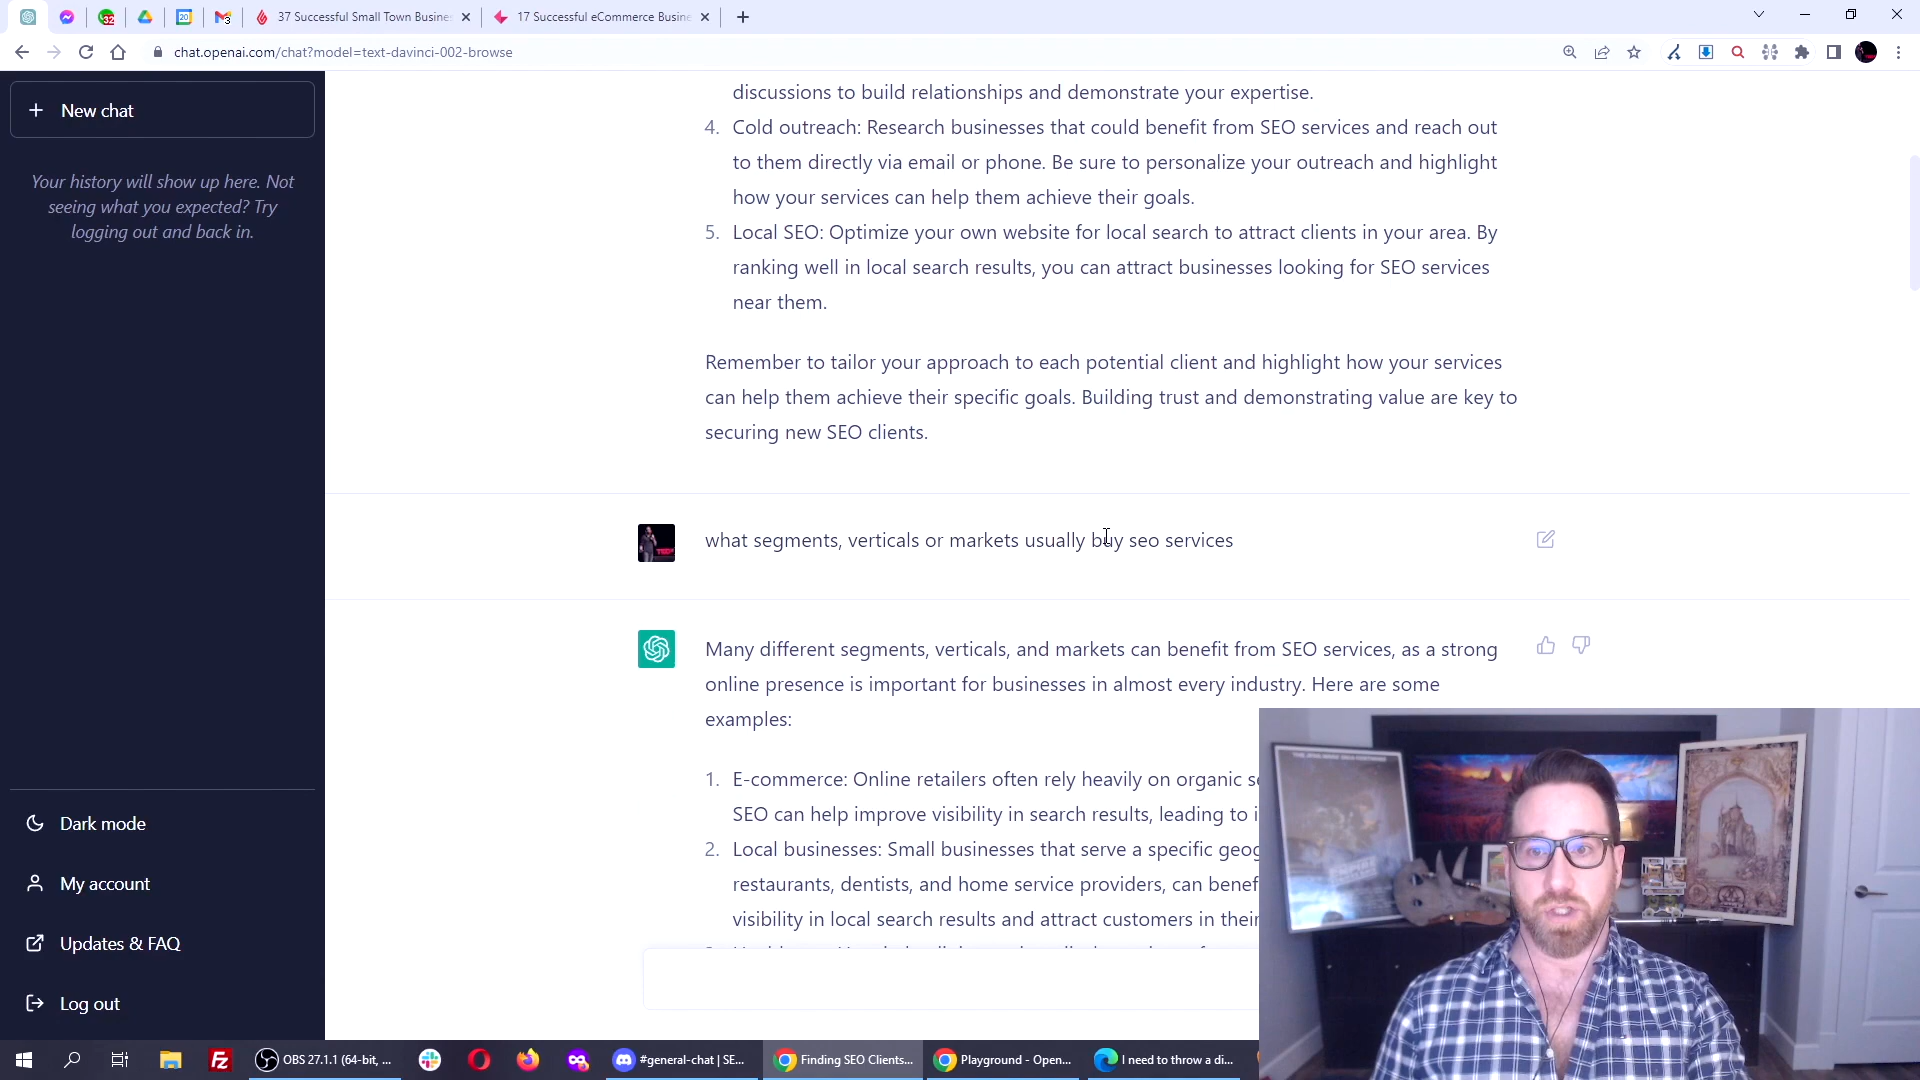 37 Successful Small Town Busine
17 Successful eCommerce Busine
chat.openai.com/chat?model=text-davinci-002-browse
New chat
Your history will show up here. Not
seeing what you expected? Try
logging out and back in.
Dark mode
My account
Updates & FAQ
Log out
discussions to build relationships and demonstrate your expertise.
4. Cold outreach: Research businesses that could benefit from SEO services and reach out
to them directly via email or phone. Be sure to personalize your outreach and highlight
how your services can help them achieve their goals.
5. Local SEO: Optimize your own website for local search to attract clients in your area. By
ranking well in local search results, you can attract businesses looking for SEO services
near them.
Remember to tailor your approach to each potential client and highlight how your services
can help them achieve their specific goals. Building trust and demonstrating value are key to
securing new SEO clients.
what segments, verticals or markets usually buy seo services
Many different segments, verticals, and markets can benefit from SEO services, as a strong
online presence is important for businesses in almost every industry. Here are some
examples:
1. E-commerce: Online retailers often rely heavily on organic se
SEO can help improve visibility in search results, leading to i
2. Local businesses: Small businesses that serve a specific geog
restaurants, dentists, and home service providers, can benef
visibility in local search results and attract customers in their
OBS 27.1.1 (64-bit, ...
#general-chat | SE...
Finding SEO Clients...
Playground - Open...
I need to throw a di...